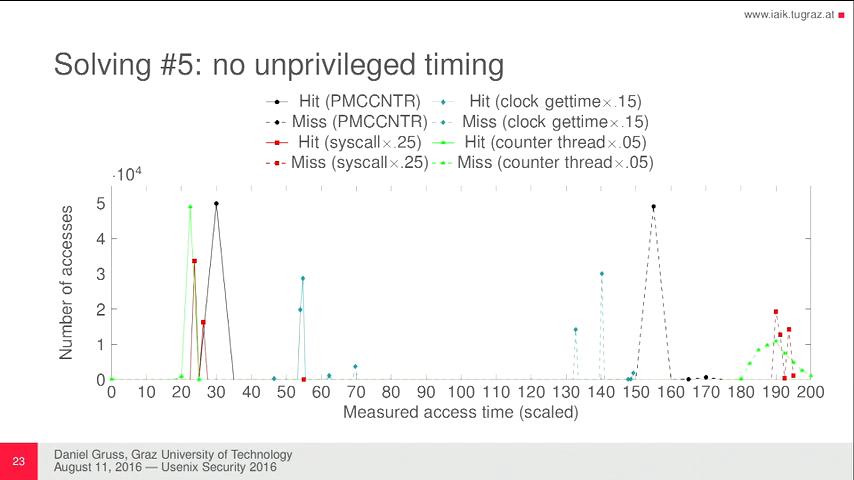 www.iaik.tugraz.at
Solving #5: no unprivileged timing
Hit (PMCCNTR) Hit (clock gettime×.15)
Miss (PMCCNTR) Miss (clock gettime×.15)
Hit (syscall×.25) Hit (counter thread×.05)
Miss (syscall×.25) Miss (counter thread×.05)
·10⁴
Number of accesses
5
4
3
2
1
0
0 10 20 30 40 50 60 70 80 90 100 110 120 130 140 150 160 170 180 190 200
Measured access time (scaled)
23
Daniel Gruss, Graz University of Technology
August 11, 2016 — Usenix Security 2016